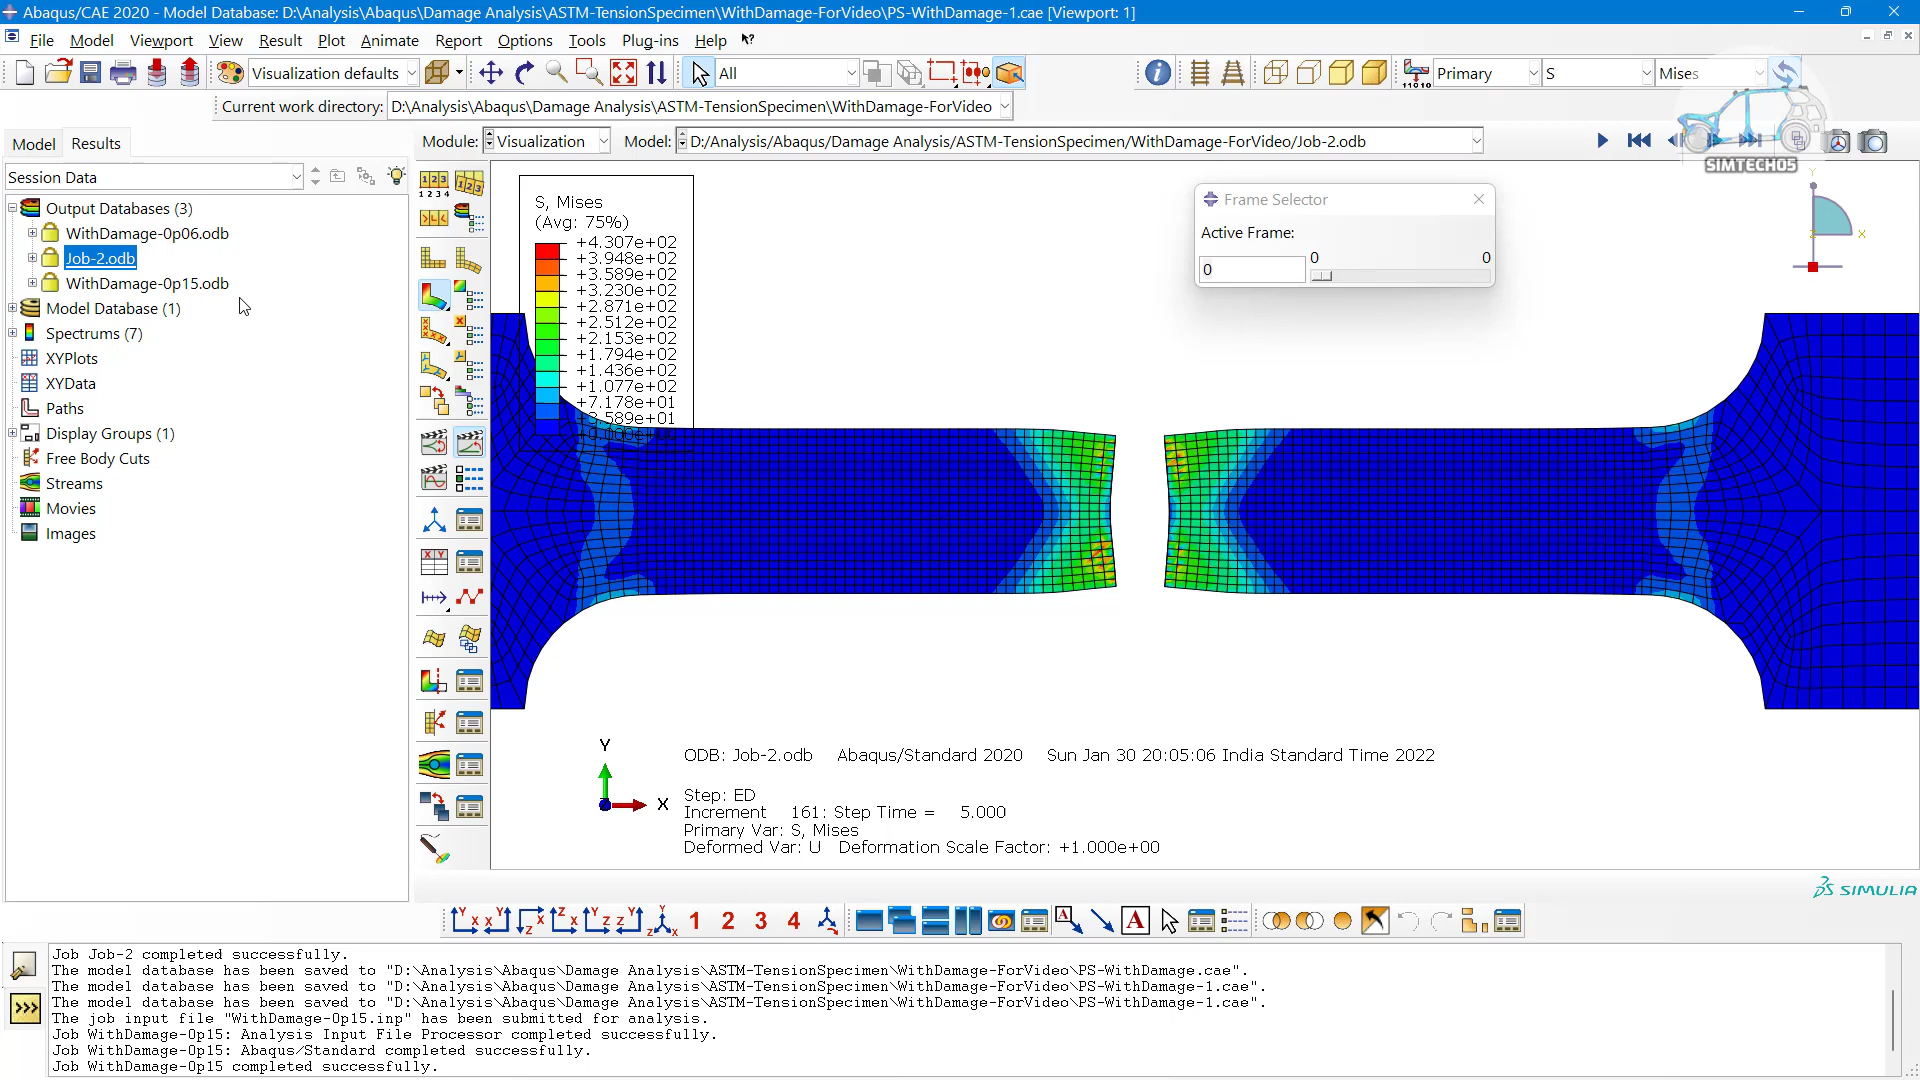 Abaqus/CAE 2020 - Model Database: D:\Analysis\Abaqus\Damage Analysis\ASTM-TensionSpecimen\WithDamage-ForVideo\PS-WithDamage-1.cae [Viewport: 1]
File Model Viewport View Result Plot Animate Report Options Tools Plug-ins Help
Visualization defaults All Primary S Mises
Current work directory: D:\Analysis\Abaqus\Damage Analysis\ASTM-TensionSpecimen\WithDamage-ForVideo
Model Results
Module: Visualization Model: D:/Analysis/Abaqus/Damage Analysis/ASTM-TensionSpecimen/WithDamage-ForVideo/Job-2.odb
SIMTECH05
Session Data
Output Databases (3)
WithDamage-0p06.odb
Job-2.odb
WithDamage-0p15.odb
Model Database (1)
Spectrums (7)
XYPlots
XYData
Paths
Display Groups (1)
Free Body Cuts
Streams
Movies
Images
S, Mises
(Avg: 75%)
+4.307e+02
+3.948e+02
+3.589e+02
+3.230e+02
+2.871e+02
+2.512e+02
+2.153e+02
+1.794e+02
+1.436e+02
+1.077e+02
+7.178e+01
+3.589e+01
+0.000e+00
Frame Selector
Active Frame:
0 0 0
Y
X
Z
Y
X
ODB: Job-2.odb Abaqus/Standard 2020 Sun Jan 30 20:05:06 India Standard Time 2022
Step: ED
Increment 161: Step Time = 5.000
Primary Var: S, Mises
Deformed Var: U Deformation Scale Factor: +1.000e+00
SIMULIA
1 2 3 4
Job Job-2 completed successfully.
The model database has been saved to "D:\Analysis\Abaqus\Damage Analysis\ASTM-TensionSpecimen\WithDamage-ForVideo\PS-WithDamage.cae".
The model database has been saved to "D:\Analysis\Abaqus\Damage Analysis\ASTM-TensionSpecimen\WithDamage-ForVideo\PS-WithDamage-1.cae".
The model database has been saved to "D:\Analysis\Abaqus\Damage Analysis\ASTM-TensionSpecimen\WithDamage-ForVideo\PS-WithDamage-1.cae".
The job input file "WithDamage-0p15.inp" has been submitted for analysis.
Job WithDamage-0p15: Analysis Input File Processor completed successfully.
Job WithDamage-0p15: Abaqus/Standard completed successfully.
Job WithDamage-0p15 completed successfully.